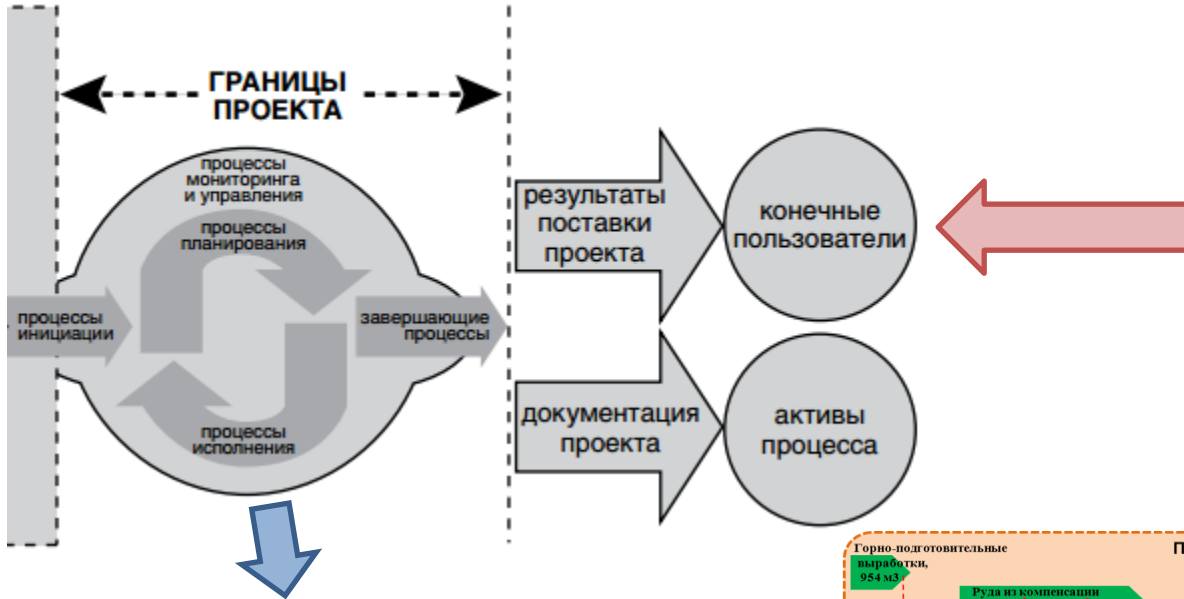 ГРАНИЦЫ
ПРОЕКТА
процессы
мониторинга
и управления
процессы
планирования
процессы
инициации
завершающие
процессы
процессы
исполнения
результаты
поставки
проекта
конечные
пользователи
документация
проекта
активы
процесса
Горно-подготовительные
выработки,
954 м3
П
Руда из компенсации